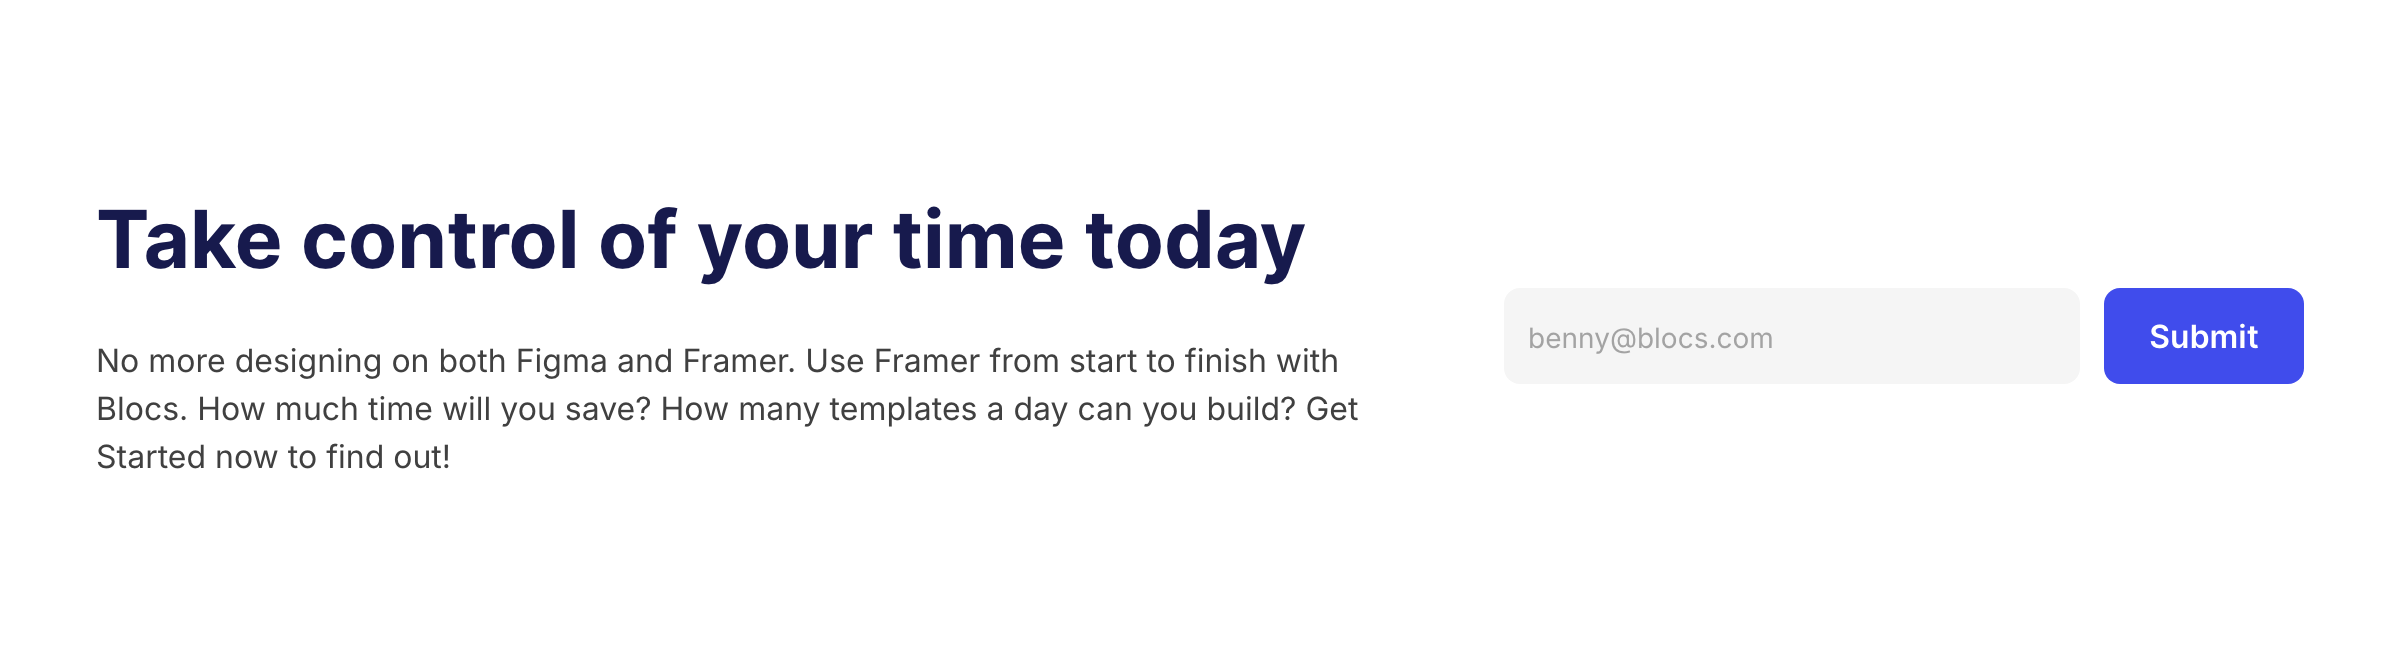 Take control of your time today
No more designing on both Figma and Framer. Use Framer from start to finish with
Blocs. How much time will you save? How many templates a day can you build? Get
Started now to find out!
benny@blocs.com
Submit